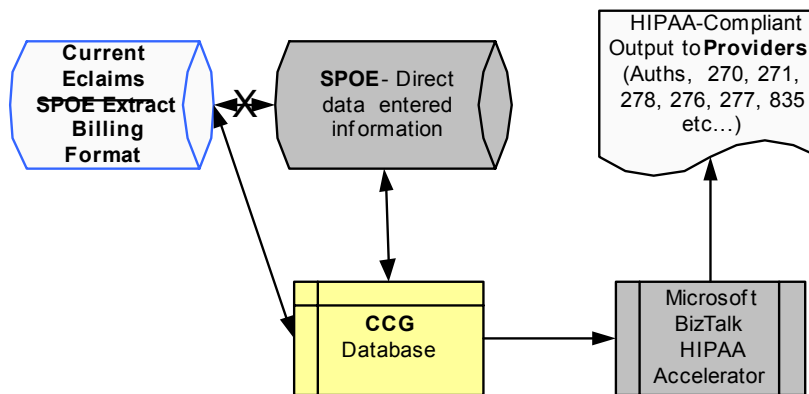 Current
Eclaims
SPOE Extract
Billing
Format
X
SPOE- Direct
data entered
information
HIPAA-Compliant
Output to Providers
(Auths, 270, 271,
278, 276, 277, 835
etc...)
CCG
Database
Microsoft
BizTalk
HIPAA
Accelerator